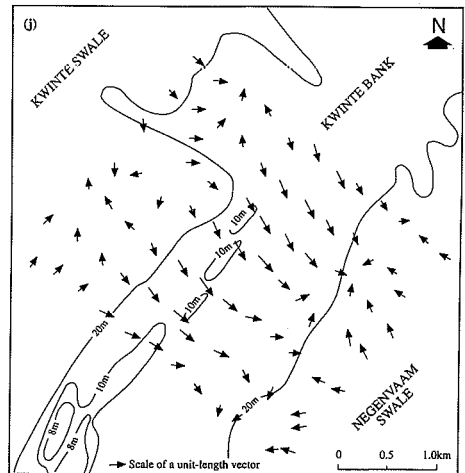 (j)
N
KWINTE SWALE
KWINTE BANK
10m
10m
10m
20m
10m
8m
8m
20m
NEGENVAAM
SWALE
Scale of a unit-length vector
0 0.5 1.0km